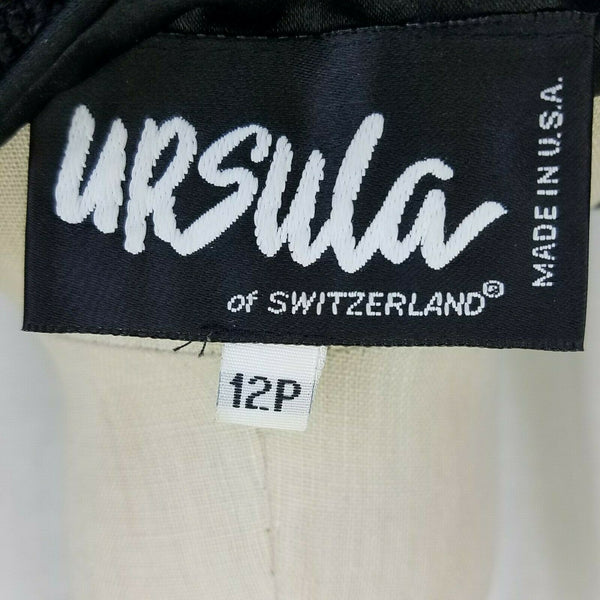 URSula
of SWITZERLAND®
MADE IN U.S.A.
12P